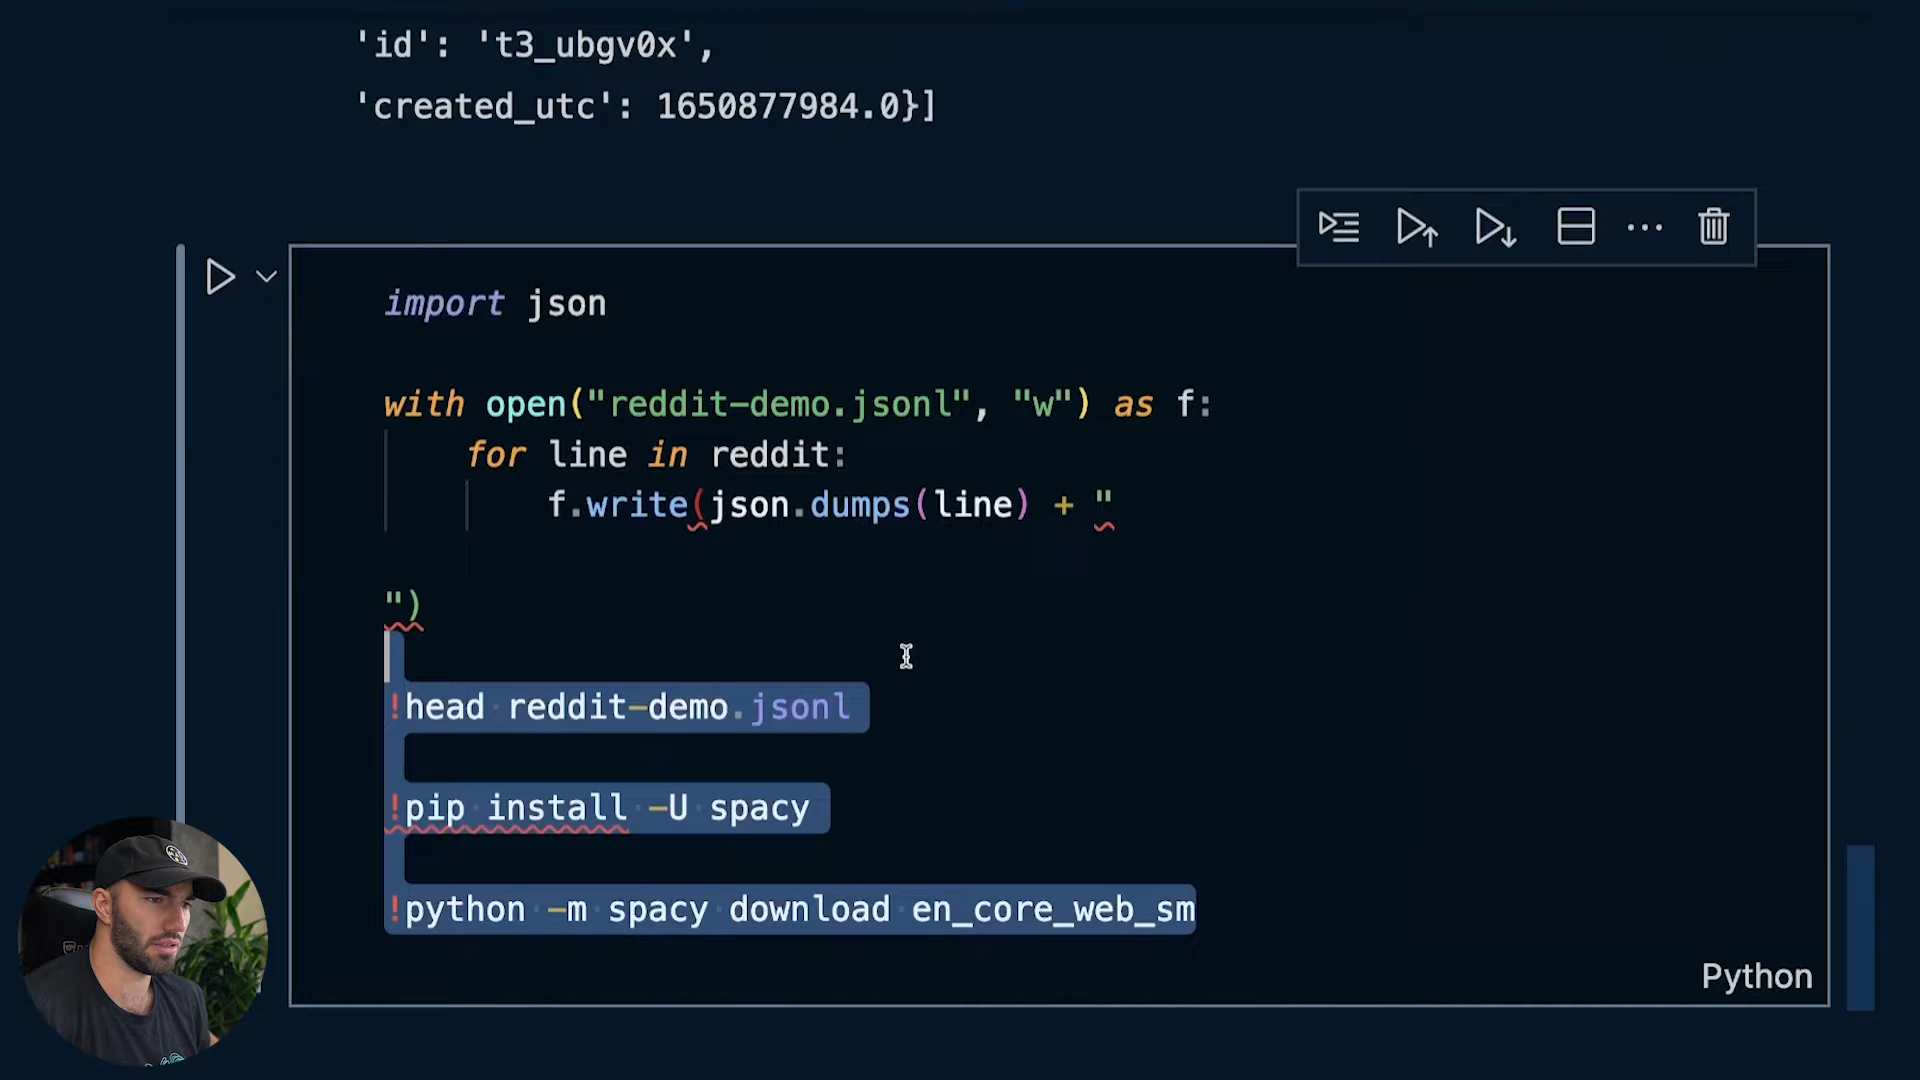 'id': 't3_ubgv0x',
'created_utc': 1650877984.0}]
import json
with open("reddit-demo.jsonl", "w") as f:
for line in reddit:
f.write(json.dumps(line) + "
")
!head reddit-demo.jsonl
!pip install -U spacy
!python -m spacy download en_core_web_sm
Python